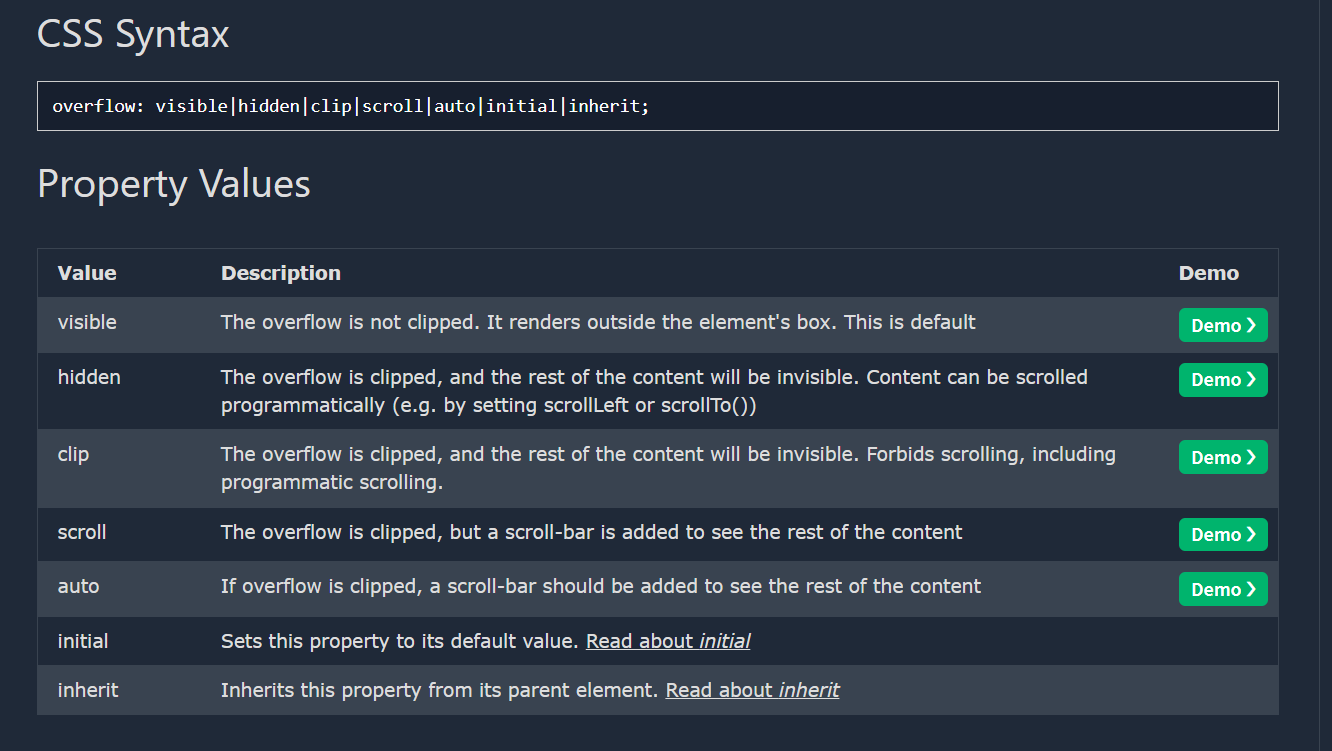 CSS Syntax
overflow: visible|hidden|clip|scroll|auto|initial|inherit;
Property Values
Value Description Demo
visible The overflow is not clipped. It renders outside the element's box. This is default Demo ❯
hidden The overflow is clipped, and the rest of the content will be invisible. Content can be scrolled Demo ❯
programmatically (e.g. by setting scrollLeft or scrollTo())
clip The overflow is clipped, and the rest of the content will be invisible. Forbids scrolling, including Demo ❯
programmatic scrolling.
scroll The overflow is clipped, but a scroll-bar is added to see the rest of the content Demo ❯
auto If overflow is clipped, a scroll-bar should be added to see the rest of the content Demo ❯
initial Sets this property to its default value. Read about initial
inherit Inherits this property from its parent element. Read about inherit